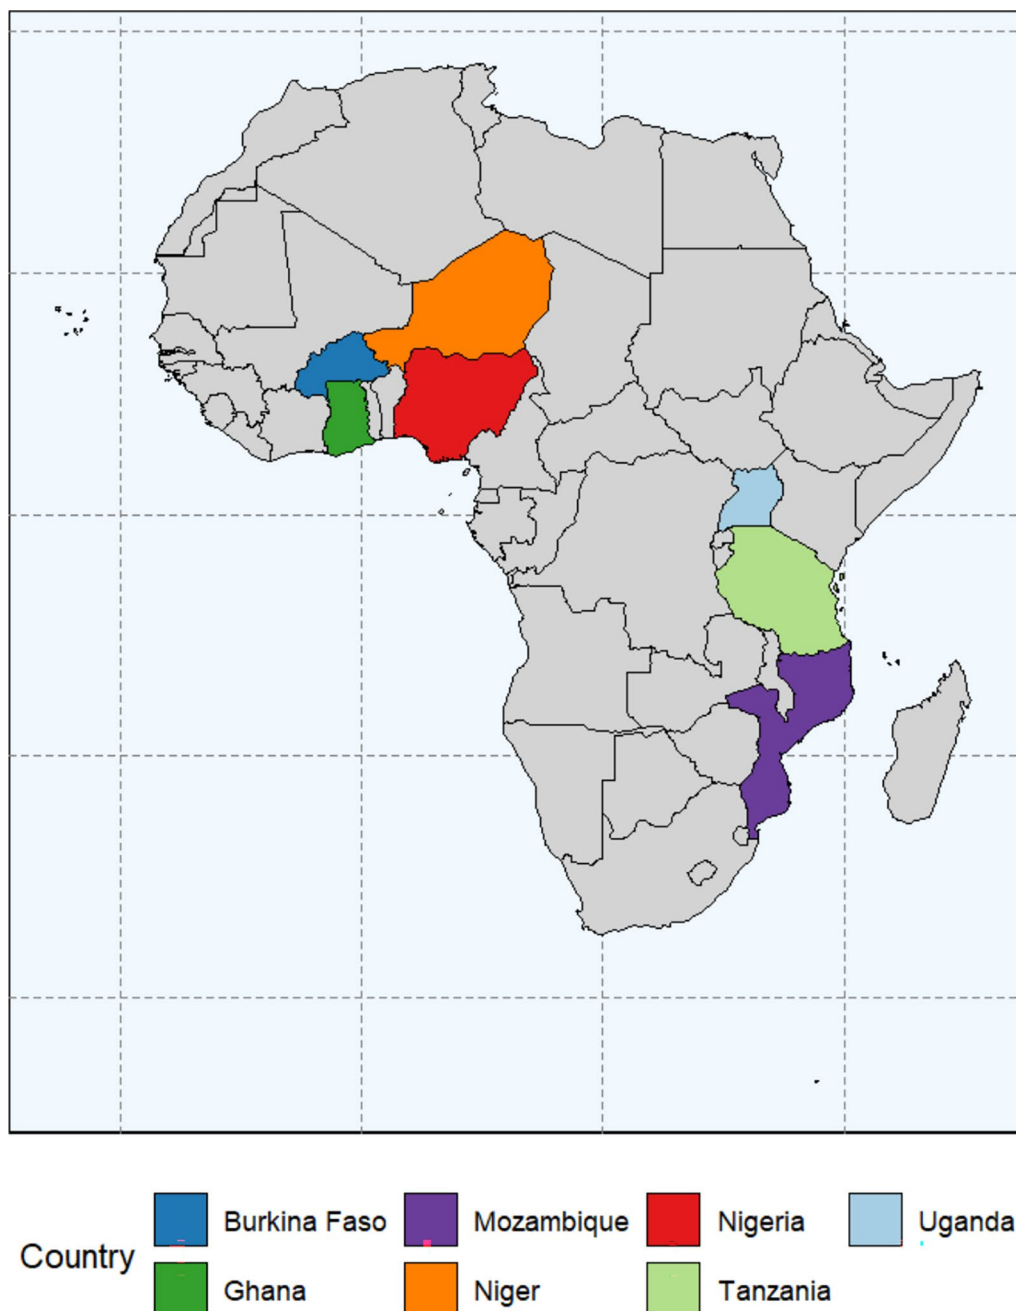 Country
Burkina Faso
Mozambique
Nigeria
Uganda
Ghana
Niger
Tanzania